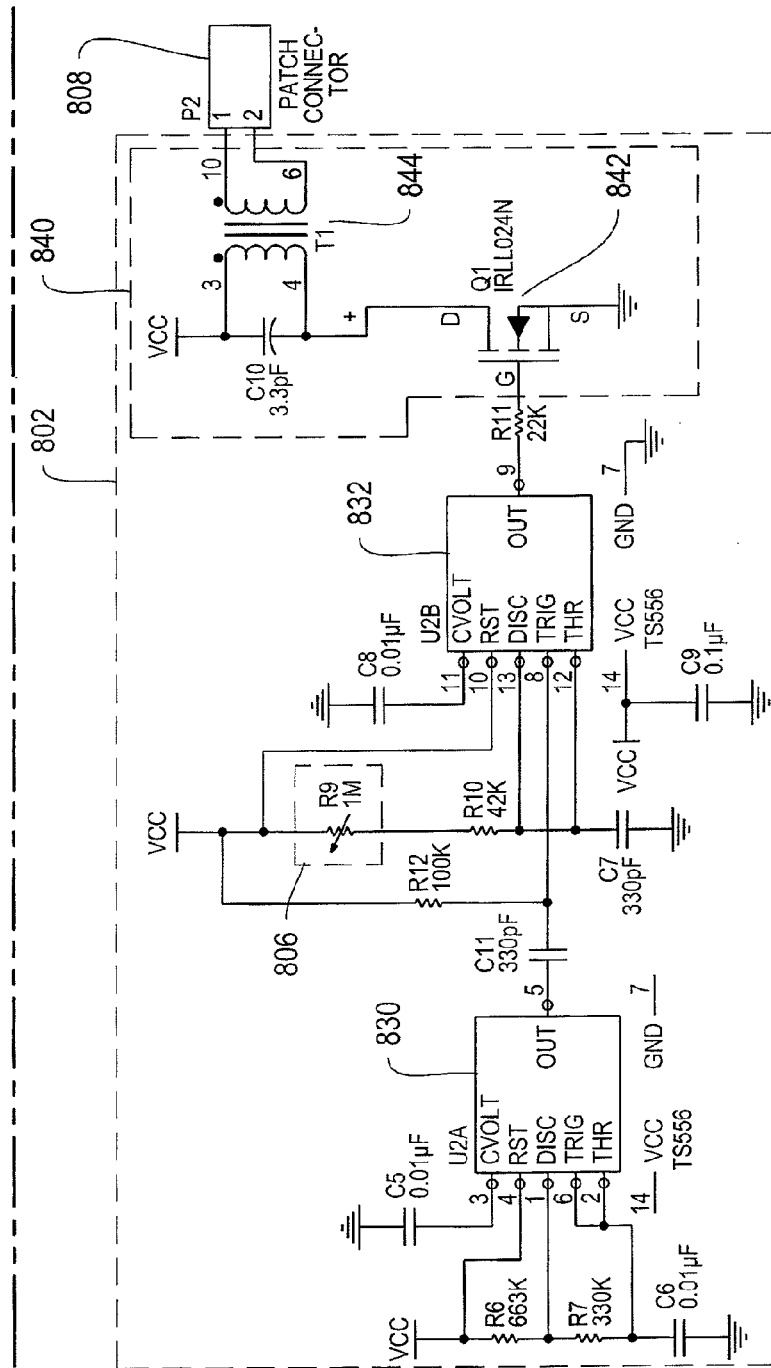 802
840
808
P2
1
2
PATCH
CONNEC-
TOR
VCC
3
4
10
6
T1
844
C10
3.3pF
+
D
G
S
Q1
IRLL024N
842
R11
22K
VCC
R9
1M
806
R12
100K
R10
42K
C7
330pF
C11
330pF
C8
0.01µF
832
U2B
11
10
13
8
12
CVOLT
RST
DISC
TRIG
THR
OUT
9
GND 7
14 VCC
TS556
VCC
C9
0.1µF
830
U2A
C5
0.01µF
3
4
1
6
2
CVOLT
RST
DISC
TRIG
THR
OUT
5
GND 7
14 VCC
TS556
VCC
R6
663K
R7
330K
C6
0.01µF